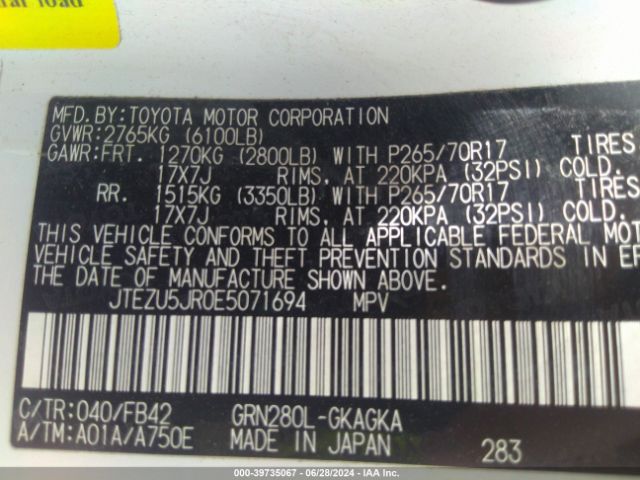 ral road
MFD. BY: TOYOTA MOTOR CORPORATION
GVWR: 2765KG (6100LB)
GAWR: FRT. 1270KG (2800LB) WITH P265/70R17 TIRES
17X7J RIMS, AT 220KPA (32PSI) COLD.
RR. 1515KG (3350LB) WITH P265/70R17 TIRES
17X7J RIMS, AT 220KPA (32PSI) COLD.
THIS VEHICLE CONFORMS TO ALL APPLICABLE FEDERAL MOT
VEHICLE SAFETY AND THEFT PREVENTION STANDARDS IN EF
THE DATE OF MANUFACTURE SHOWN ABOVE.
JTEZU5JR0E5071694 MPV
C/TR: 040/FB42 GRN280L-GKAGKA
A/TM: A01A/A750E MADE IN JAPAN 283
000-39735067 - 06/28/2024 - IAA Inc.